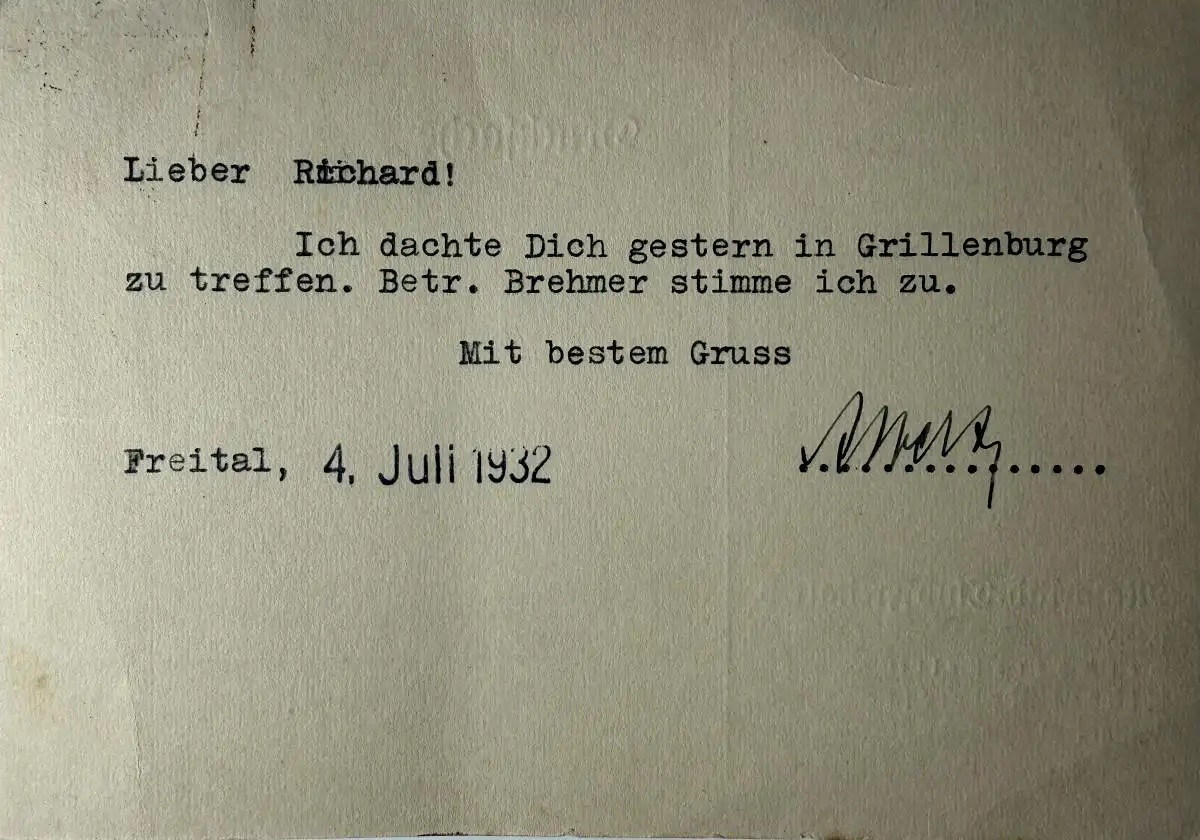 Lieber Richard!
Ich dachte Dich gestern in Grillenburg
zu treffen. Betr. Brehmer stimme ich zu.
Mit bestem Gruss
Freital, 4. Juli 1932